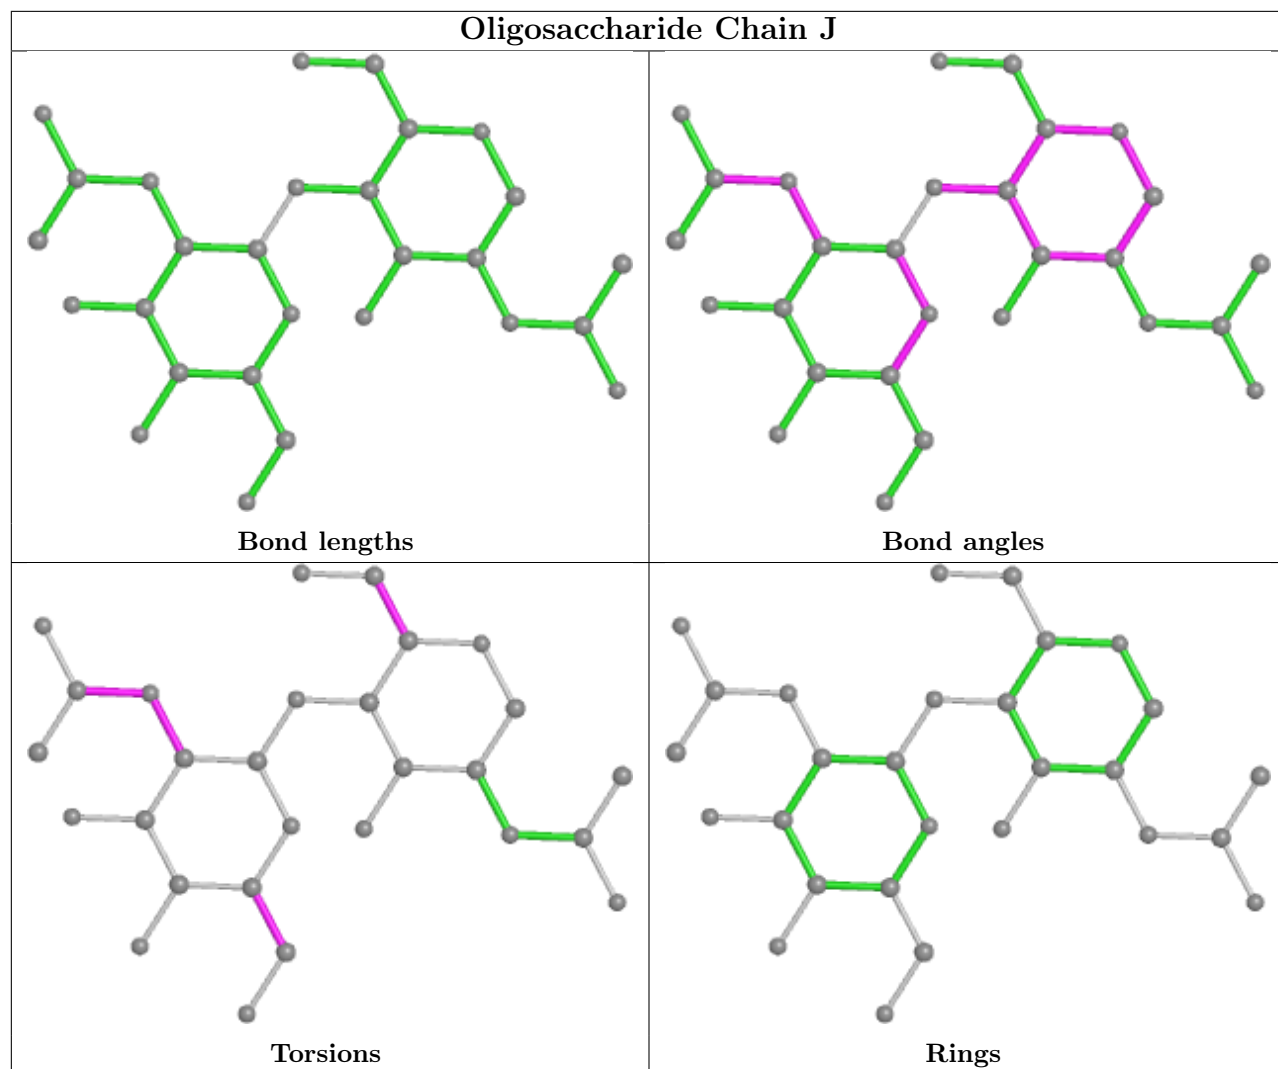 Oligosaccharide Chain J
Bond lengths
Bond angles
Torsions
Rings